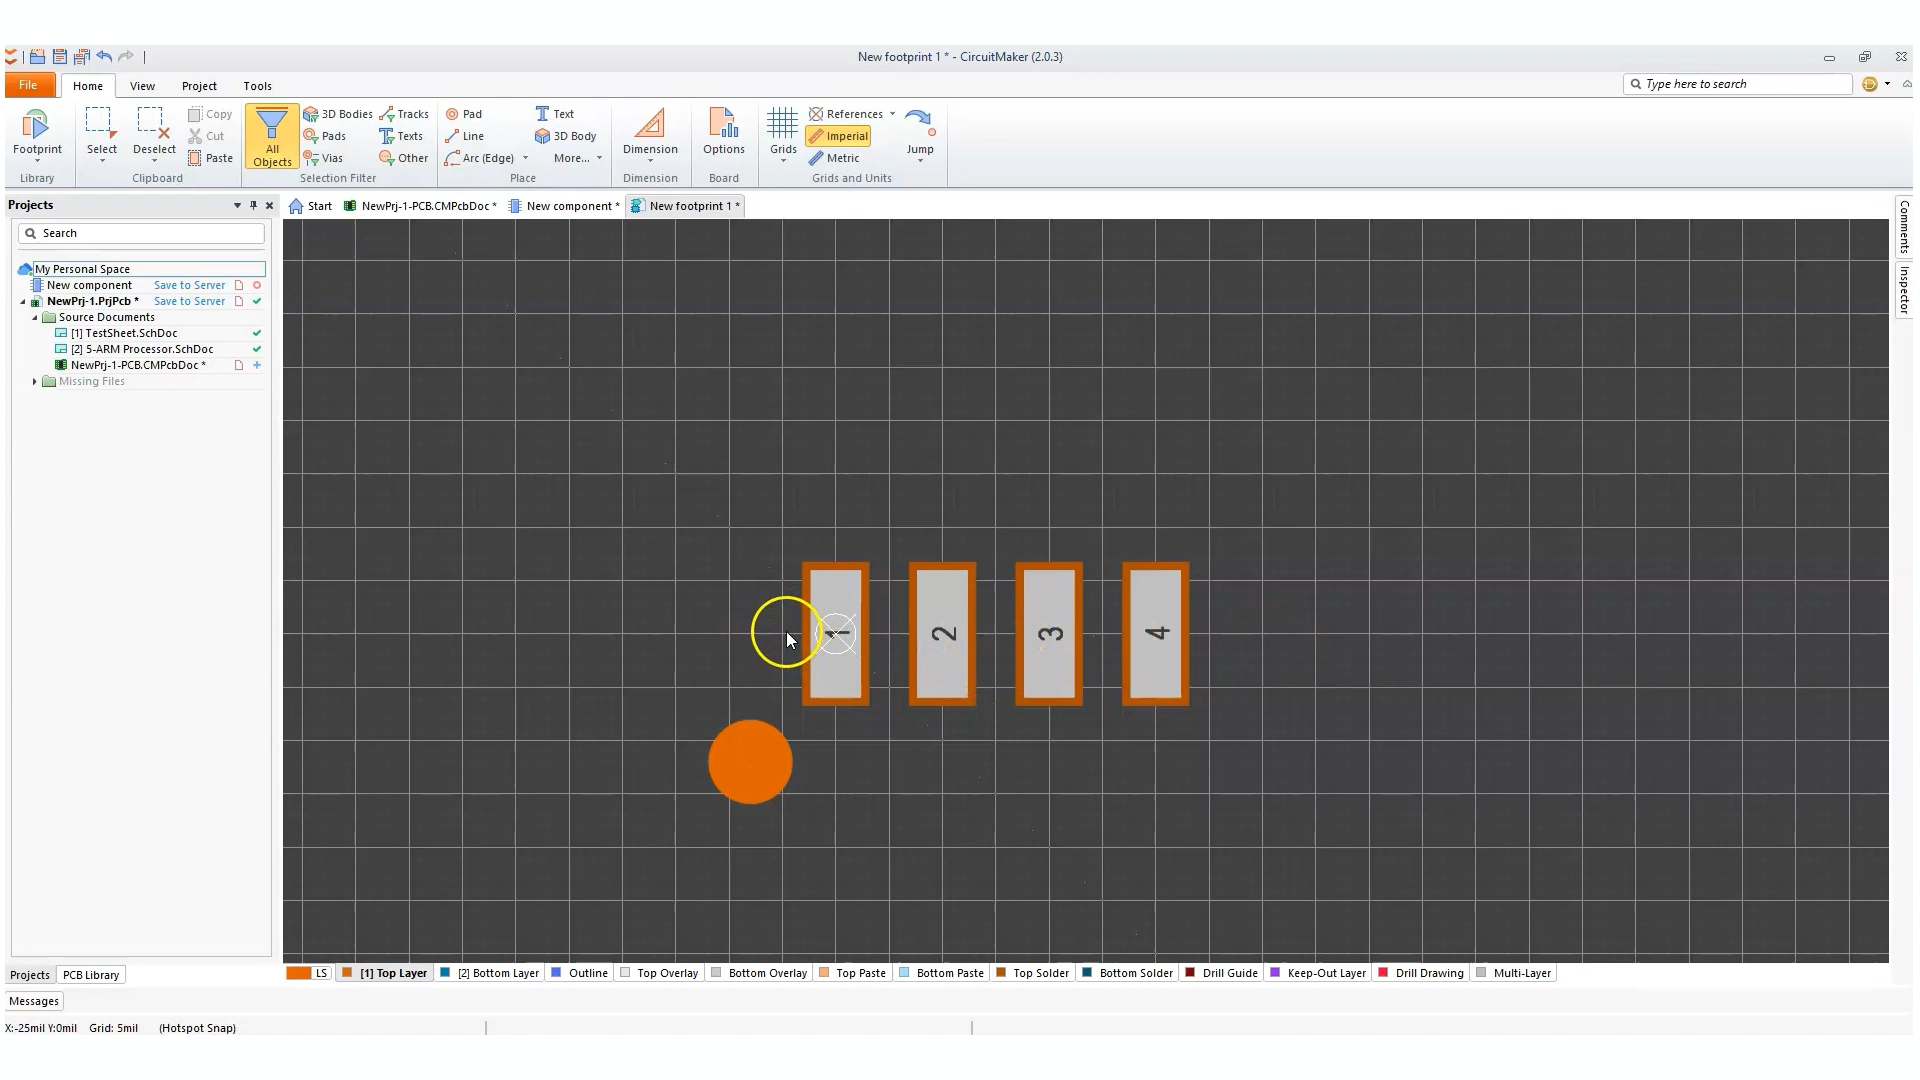 New footprint 1 * - CircuitMaker (2.0.3)
File Home View Project Tools
Type here to search
Footprint
Library
Select
Deselect
Copy
Cut
Paste
Clipboard
All Objects
3D Bodies
Pads
Vias
Tracks
Texts
Other
Selection Filter
Pad
Line
Arc (Edge)
Text
3D Body
More...
Place
Dimension
Dimension
Options
Board
Grids
References
Imperial
Metric
Jump
Grids and Units
Projects
Start
NewPrj-1-PCB.CMPcbDoc *
New component *
New footprint 1 *
Search
My Personal Space
New component Save to Server
NewPrj-1.PrjPcb * Save to Server
Source Documents
[1] TestSheet.SchDoc
[2] 5-ARM Processor.SchDoc
NewPrj-1-PCB.CMPcbDoc *
Missing Files
Comments
Inspector
1 2 3 4
Projects PCB Library
LS [1] Top Layer [2] Bottom Layer Outline Top Overlay Bottom Overlay Top Paste Bottom Paste Top Solder Bottom Solder Drill Guide Keep-Out Layer Drill Drawing Multi-Layer
Messages
X:-25mil Y:0mil Grid: 5mil (Hotspot Snap)